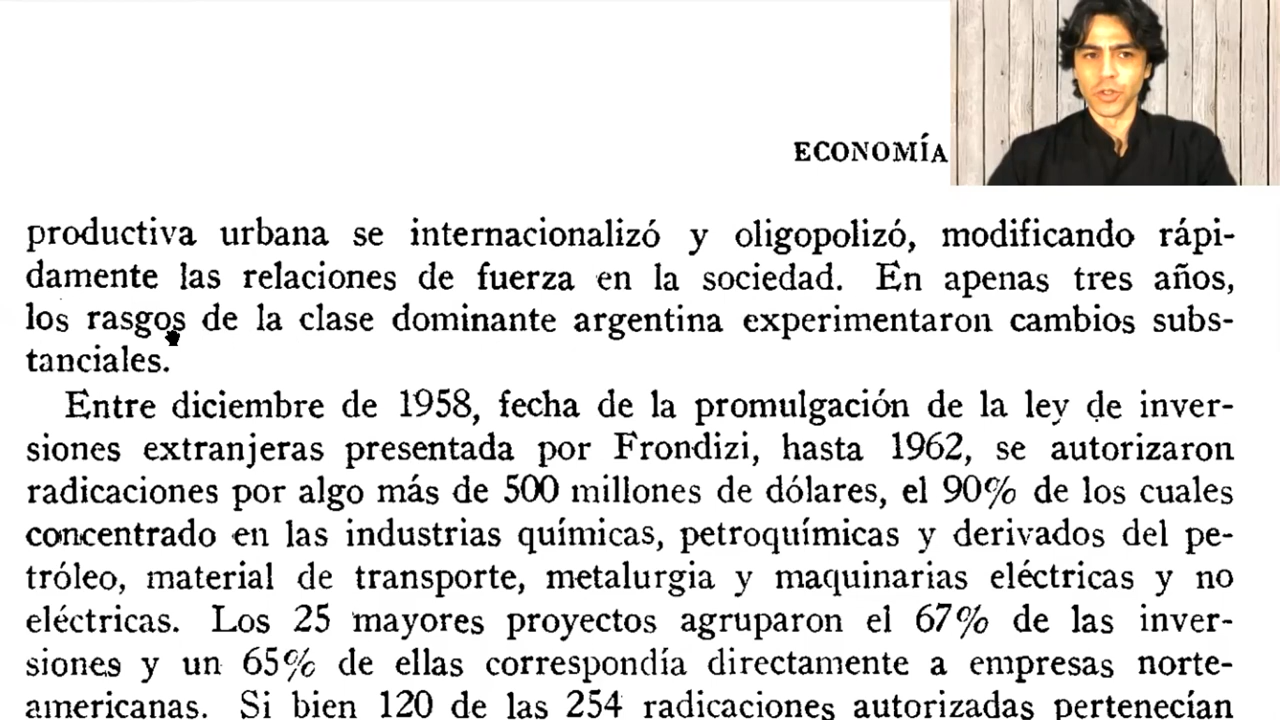 ECONOMÍA
productiva urbana se internacionalizó y oligopolizó, modificando rápi-
damente las relaciones de fuerza en la sociedad. En apenas tres años,
los rasgos de la clase dominante argentina experimentaron cambios subs-
tanciales.
Entre diciembre de 1958, fecha de la promulgación de la ley de inver-
siones extranjeras presentada por Frondizi, hasta 1962, se autorizaron
radicaciones por algo más de 500 millones de dólares, el 90% de los cuales
concentrado en las industrias químicas, petroquímicas y derivados del pe-
tróleo, material de transporte, metalurgia y maquinarias eléctricas y no
eléctricas. Los 25 mayores proyectos agruparon el 67% de las inver-
siones y un 65% de ellas correspondía directamente a empresas norte-
americanas. Si bien 120 de las 254 radicaciones autorizadas pertenecían